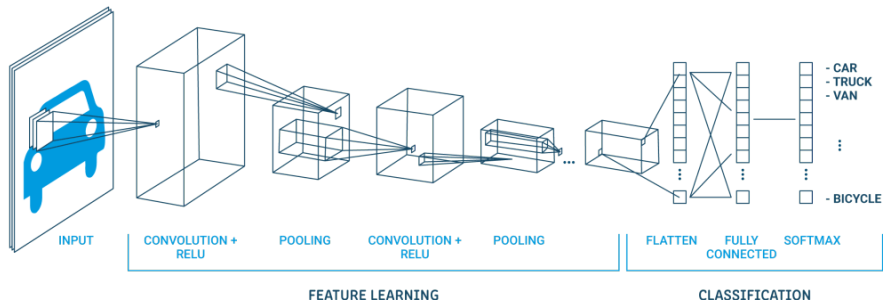 - CAR
- TRUCK
- VAN
- BICYCLE
INPUT
CONVOLUTION +
RELU
POOLING
CONVOLUTION +
RELU
POOLING
FLATTEN
FULLY
CONNECTED
SOFTMAX
FEATURE LEARNING
CLASSIFICATION